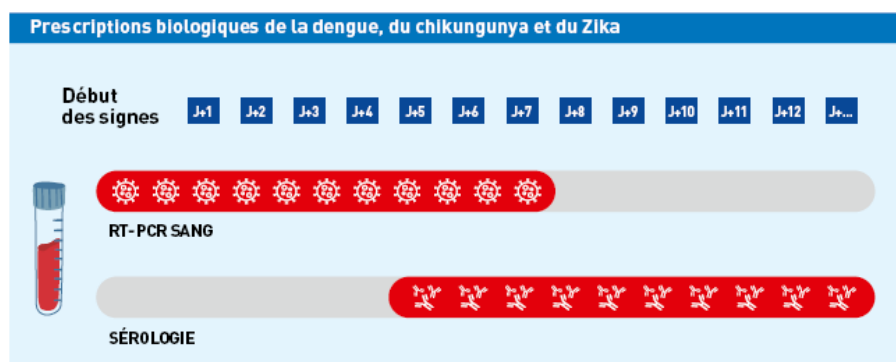 Prescriptions biologiques de la dengue, du chikungunya et du Zika
Début
des signes
J+1 J+2 J+3 J+4 J+5 J+6 J+7 J+8 J+9 J+10 J+11 J+12 J+...
RT-PCR SANG
SÉROLOGIE